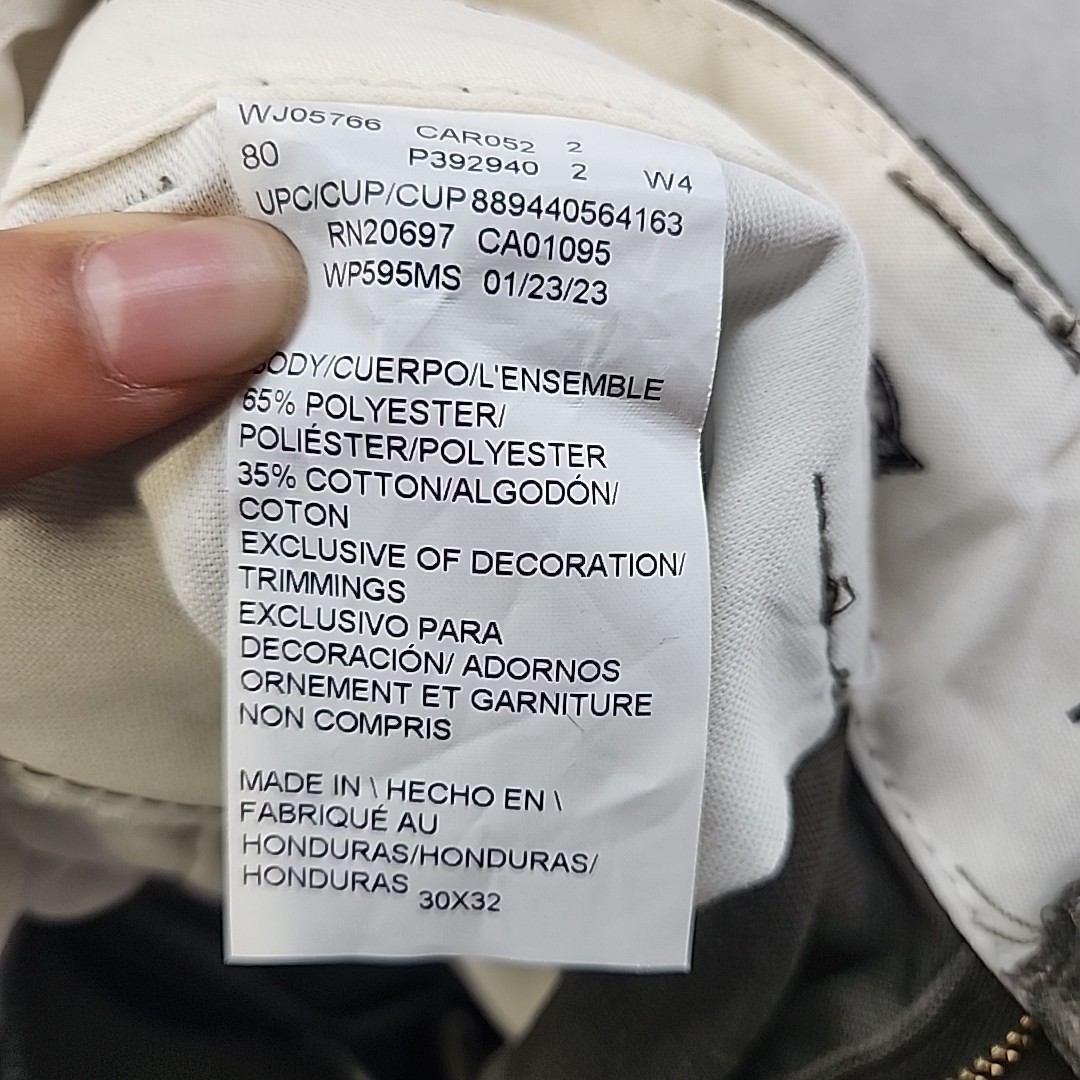 WJ05766 CAR052 2
80 P392940 2 W4
UPC/CUP/CUP 889440564163
RN20697 CA01095
WP595MS 01/23/23
BODY/CUERPO/L'ENSEMBLE
65% POLYESTER/
POLIÉSTER/POLYESTER
35% COTTON/ALGODÓN/
COTON
EXCLUSIVE OF DECORATION/
TRIMMINGS
EXCLUSIVO PARA
DECORACIÓN/ ADORNOS
ORNEMENT ET GARNITURE
NON COMPRIS
MADE IN \ HECHO EN \
FABRIQUÉ AU
HONDURAS/HONDURAS/
HONDURAS 30X32